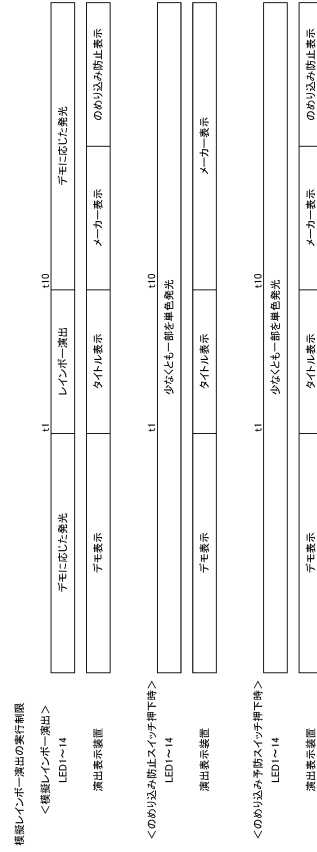 模擬レインボー演出の実行制限
＜模擬レインボー演出＞
t1 t10
LED1～14 デモに応じた発光 レインボー演出 デモに応じた発光
演出表示装置 デモ表示 タイトル表示 メーカー表示 のめり込み防止表示
＜のめり込み防止スイッチ押下時＞
t1 t10
LED1～14 少なくとも一部を単色発光
演出表示装置 デモ表示 タイトル表示 メーカー表示
＜のめり込み予防スイッチ押下時＞
t1 t10
LED1～14 少なくとも一部を単色発光
演出表示装置 デモ表示 タイトル表示 メーカー表示 のめり込み防止表示